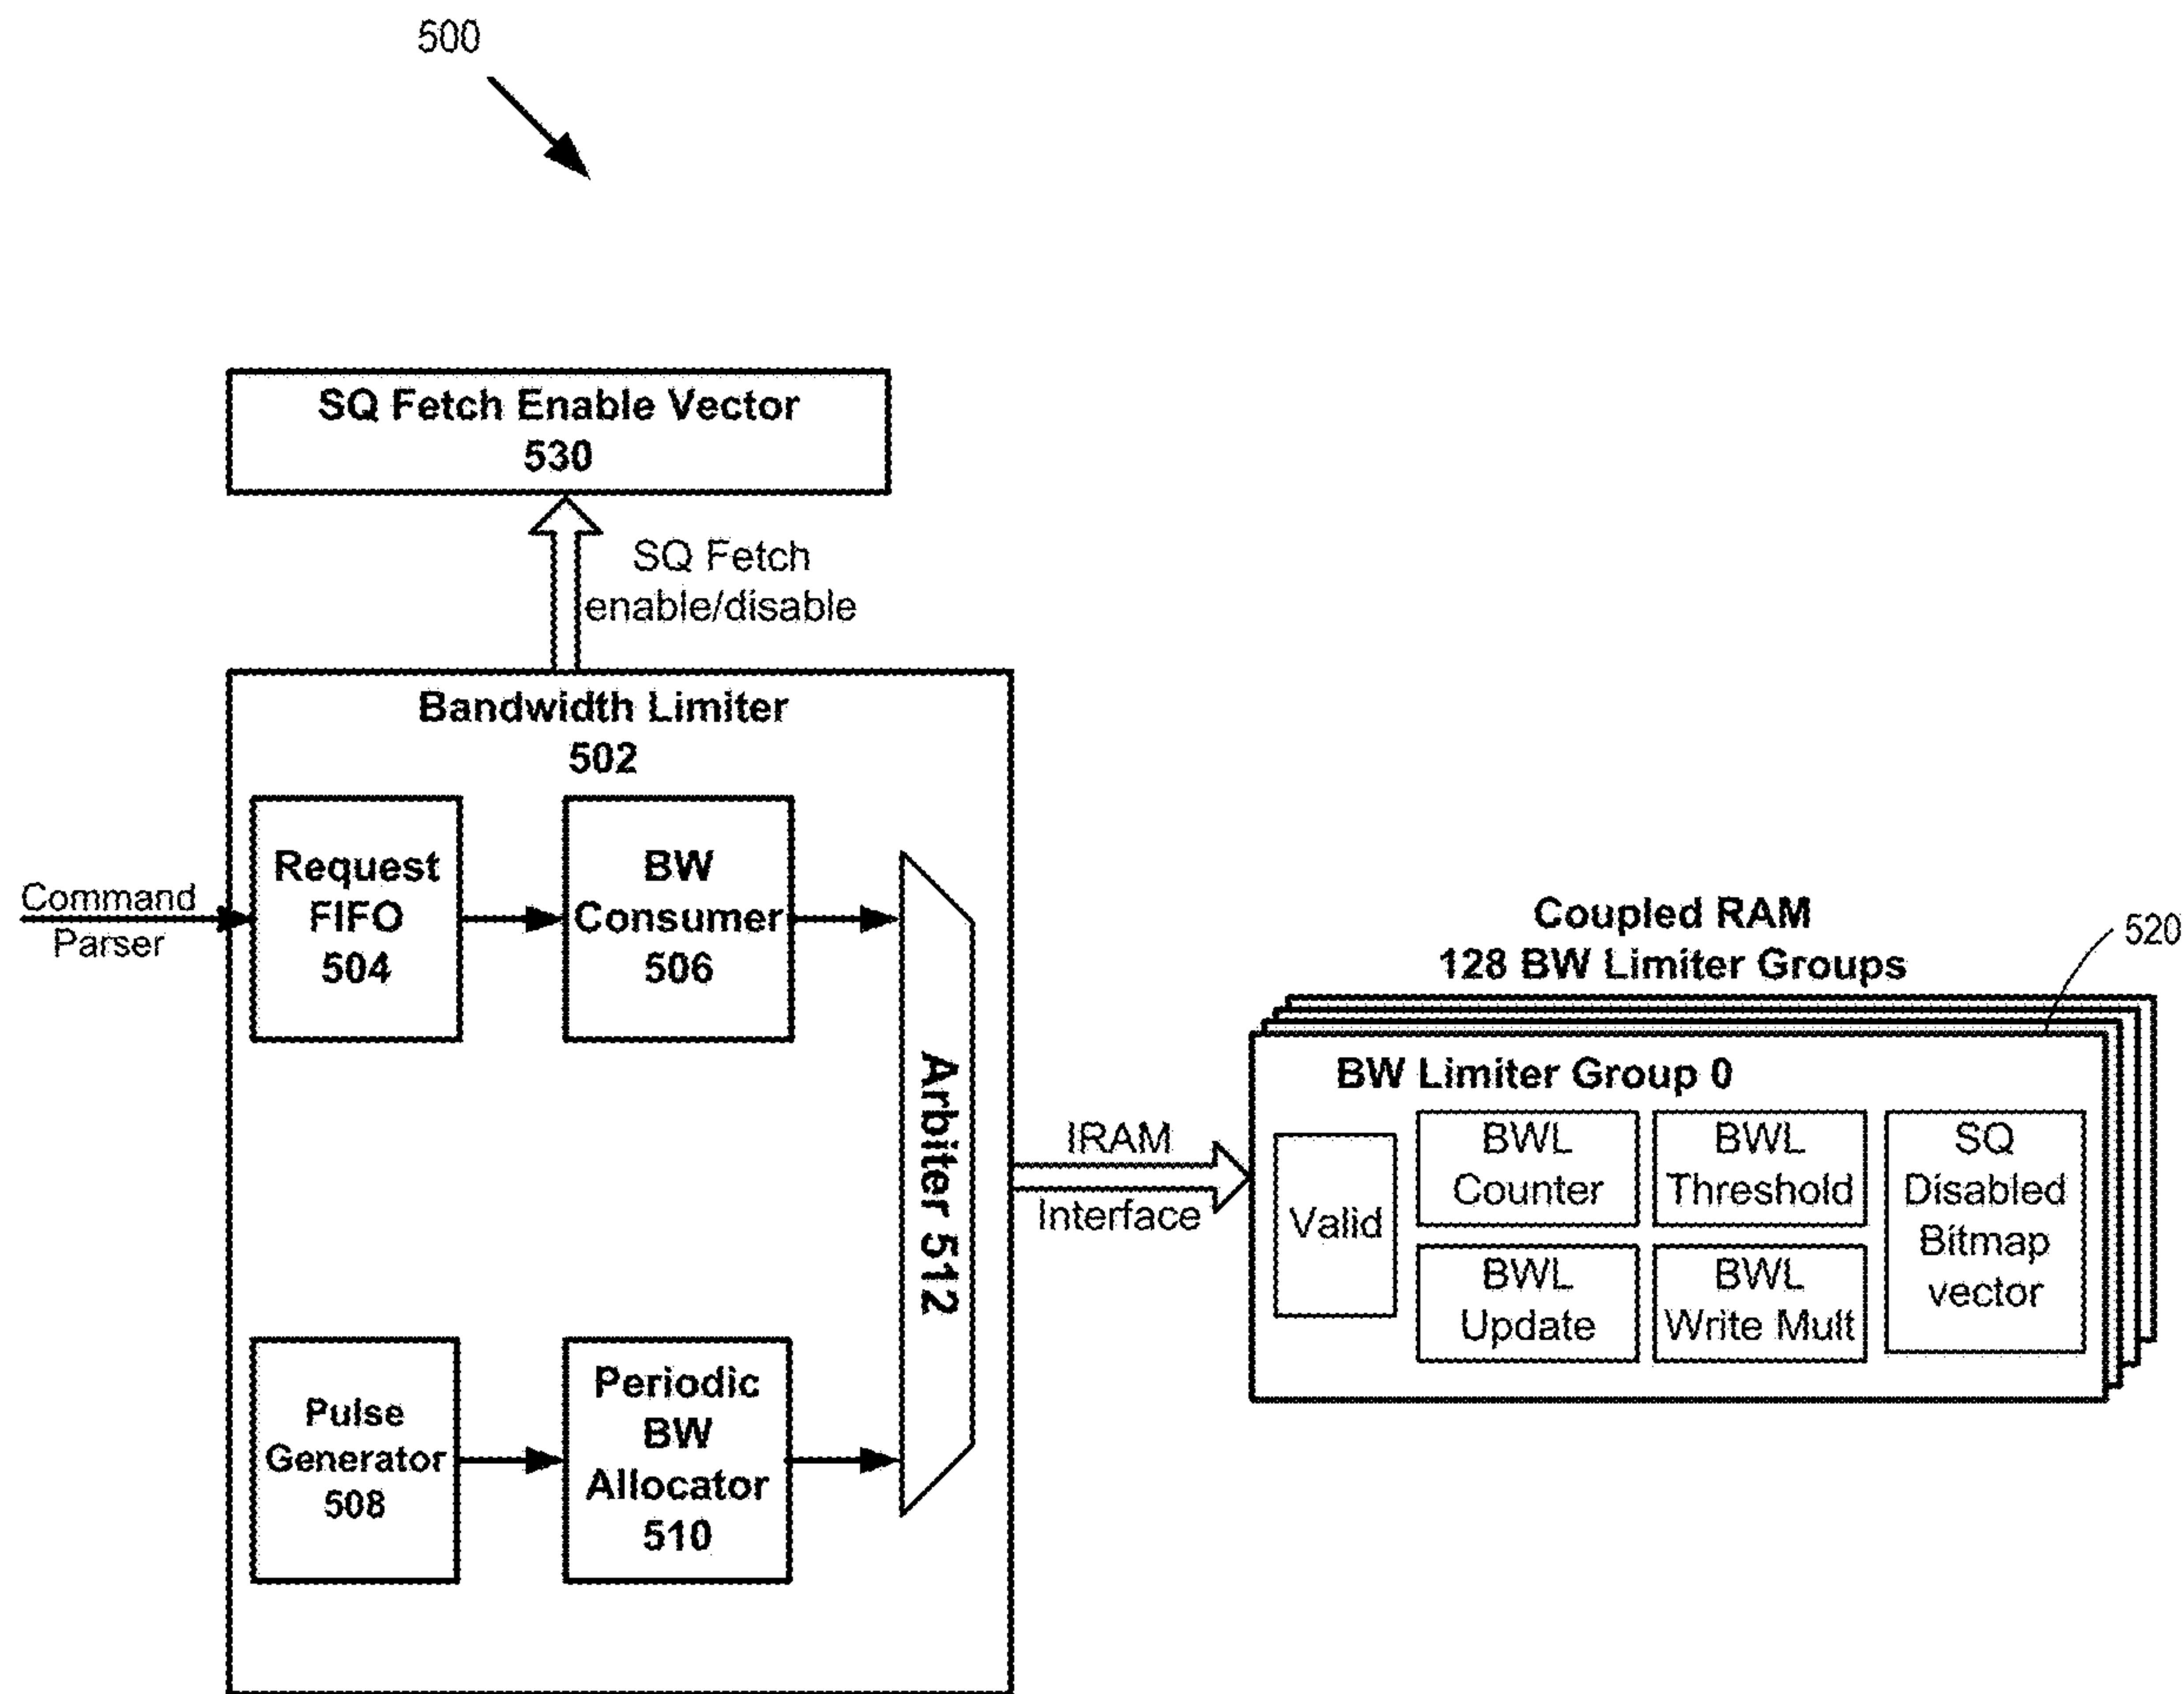 500
SQ Fetch Enable Vector
530
SQ Fetch
enable/disable
Bandwidth Limiter
502
Command
Parser
Request
FIFO
504
BW
Consumer
506
Pulse
Generator
508
Periodic
BW
Allocator
510
Arbiter 512
IRAM
Interface
Coupled RAM
128 BW Limiter Groups
520
BW Limiter Group 0
Valid
BWL
Counter
BWL
Threshold
BWL
Update
BWL
Write Mult
SQ
Disabled
Bitmap
vector